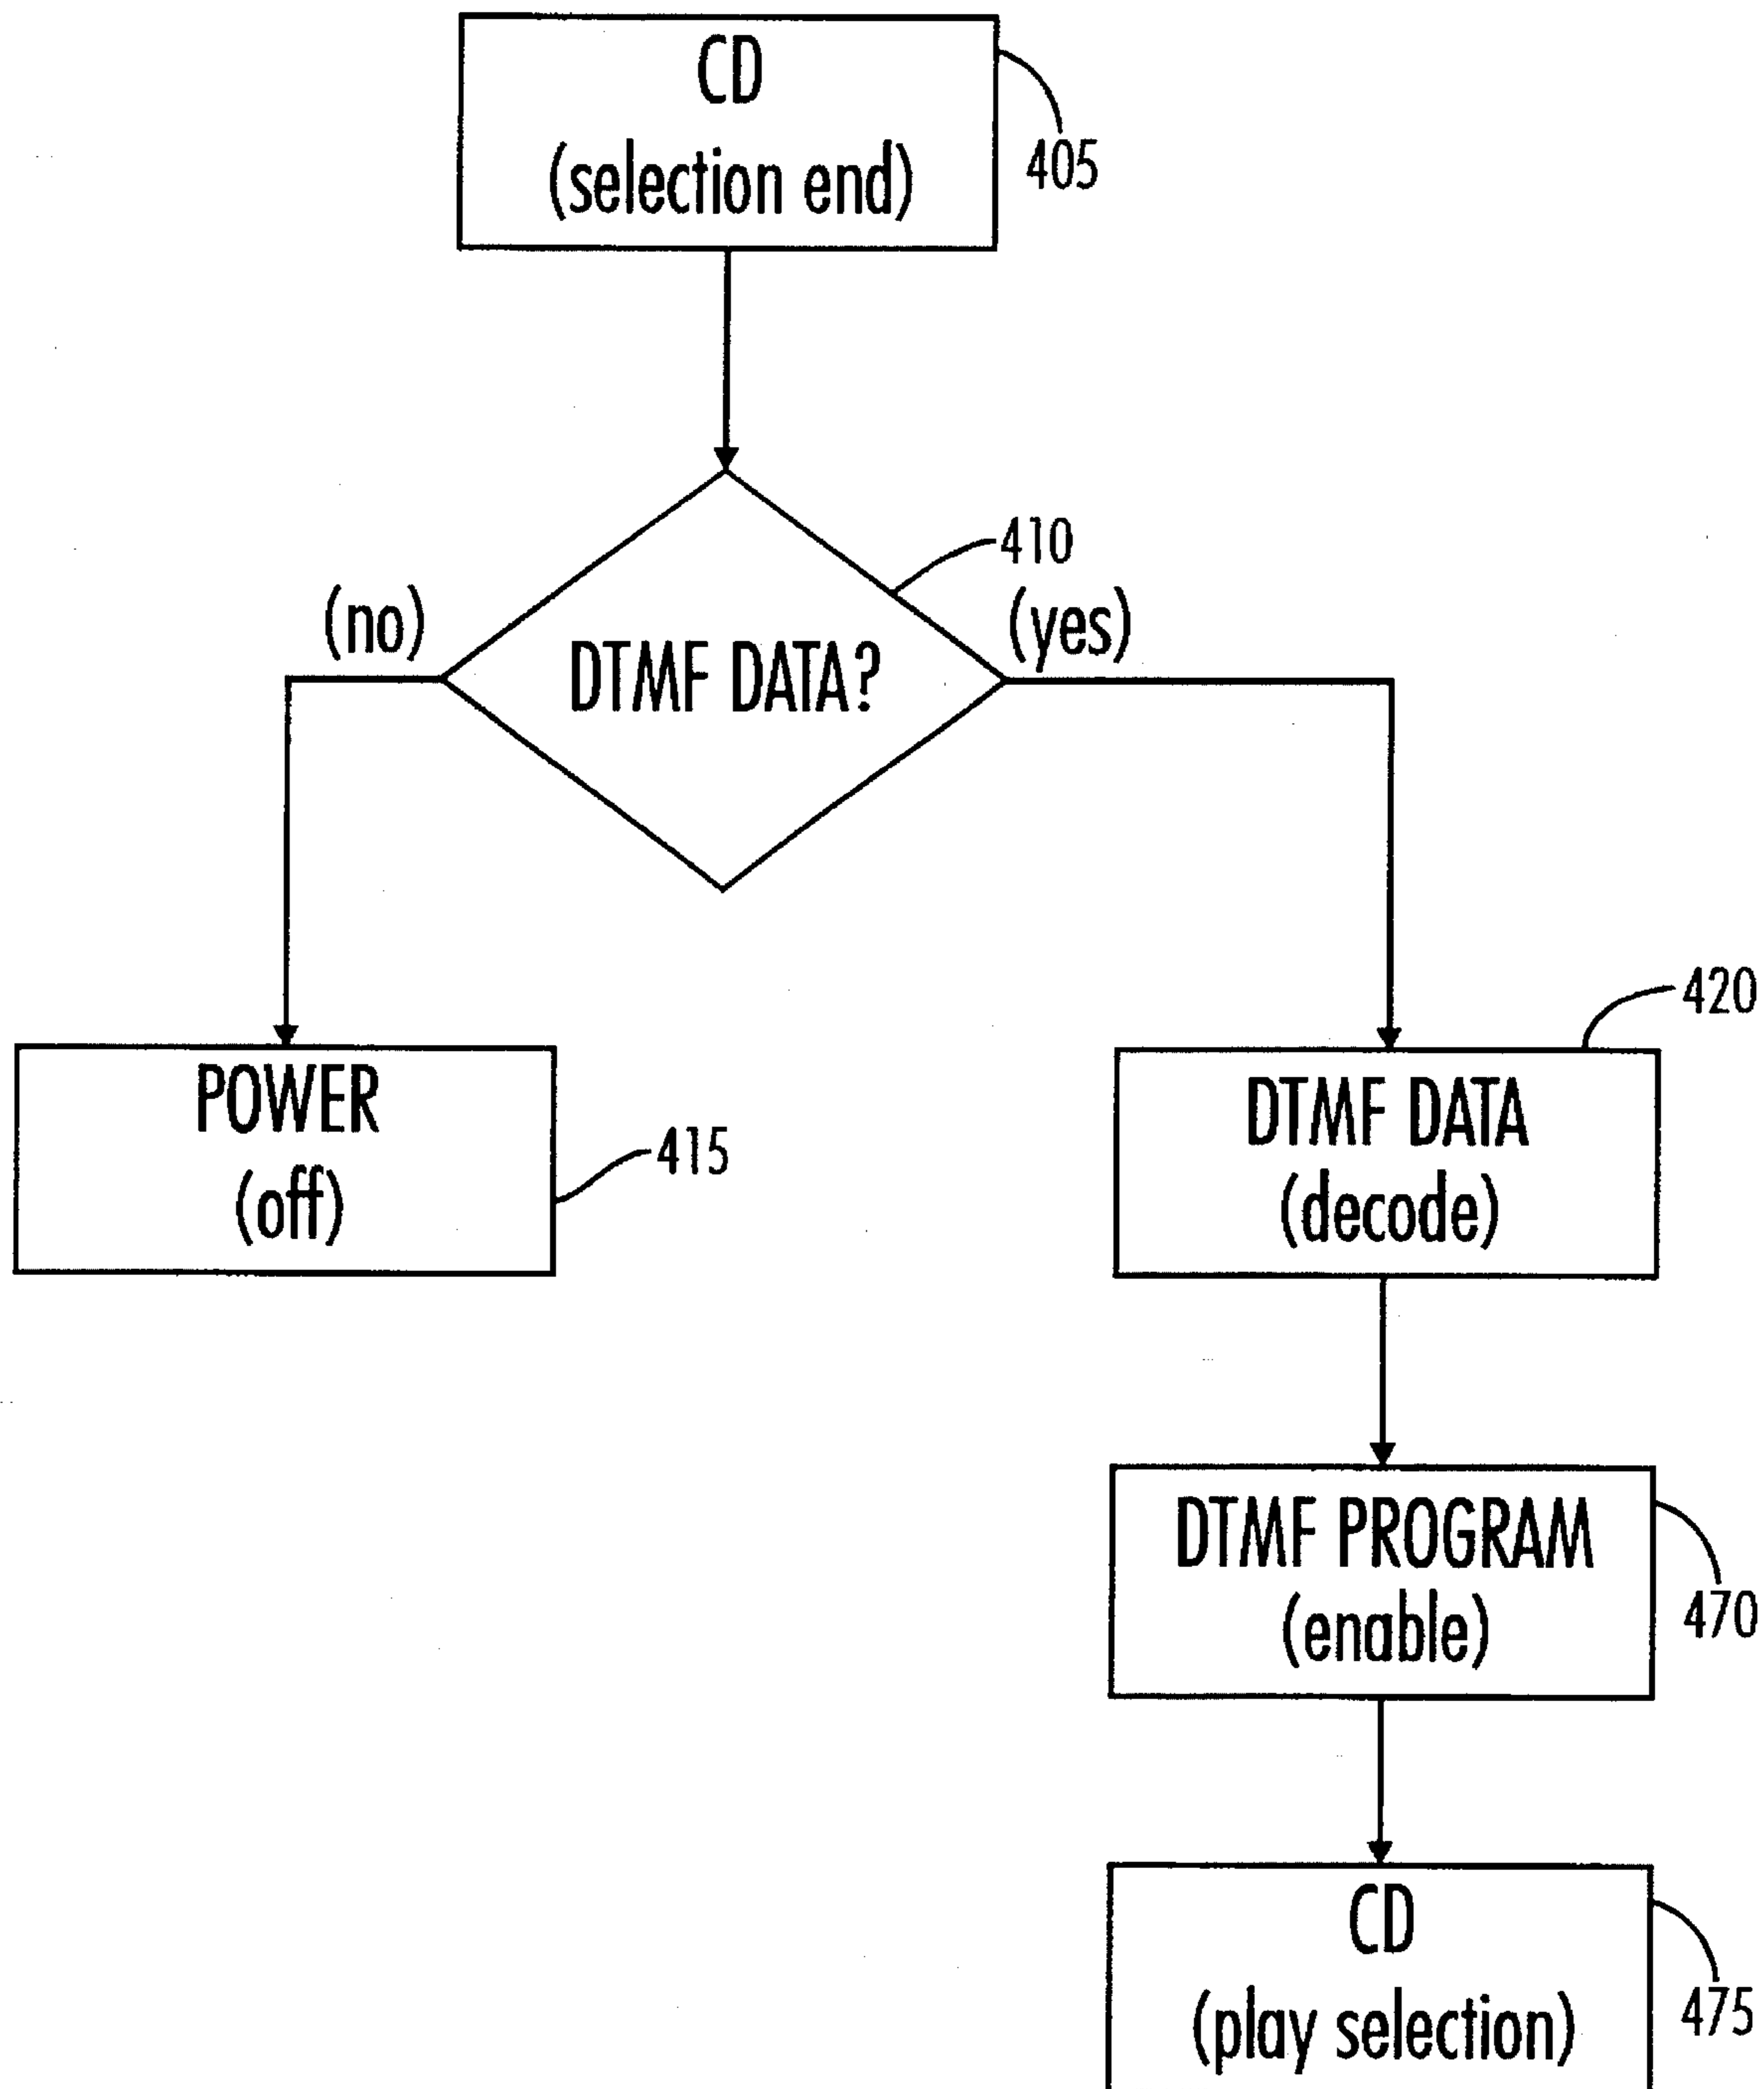 CD
(selection end)
405
410
(no)
(yes)
DTMF DATA?
420
POWER
(off)
415
DTMF DATA
(decode)
DTMF PROGRAM
(enable)
470
CD
(play selection)
475